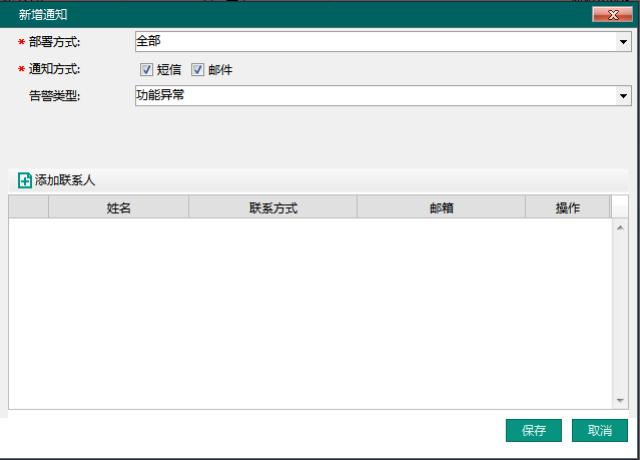 新增通知
* 部署方式: 全部
* 通知方式: 短信 邮件
告警类型: 功能异常
添加联系人
姓名 联系方式 邮箱 操作
保存 取消